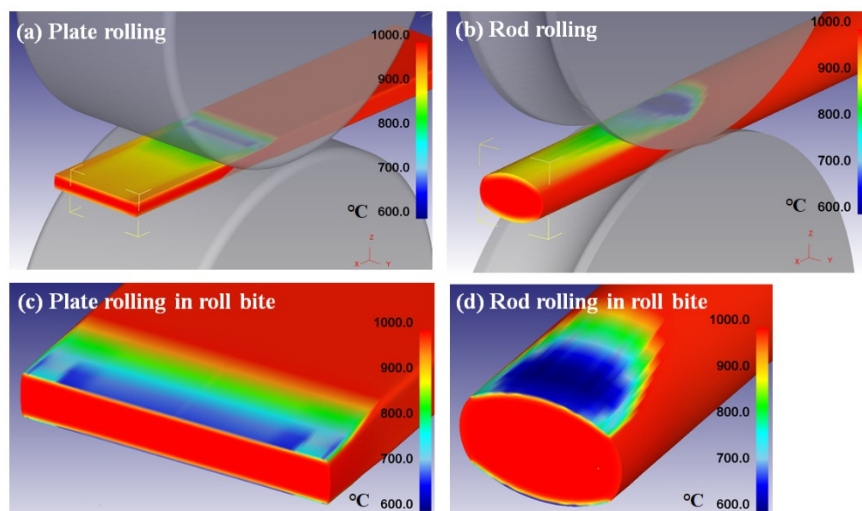 (a) Plate rolling
1000.0
900.0
800.0
700.0
600.0
°C
Z
X
Y
(b) Rod rolling
1000.0
900.0
800.0
700.0
600.0
°C
Z
X
Y
(c) Plate rolling in roll bite
1000.0
900.0
800.0
700.0
600.0
°C
(d) Rod rolling in roll bite
1000.0
900.0
800.0
700.0
600.0
°C